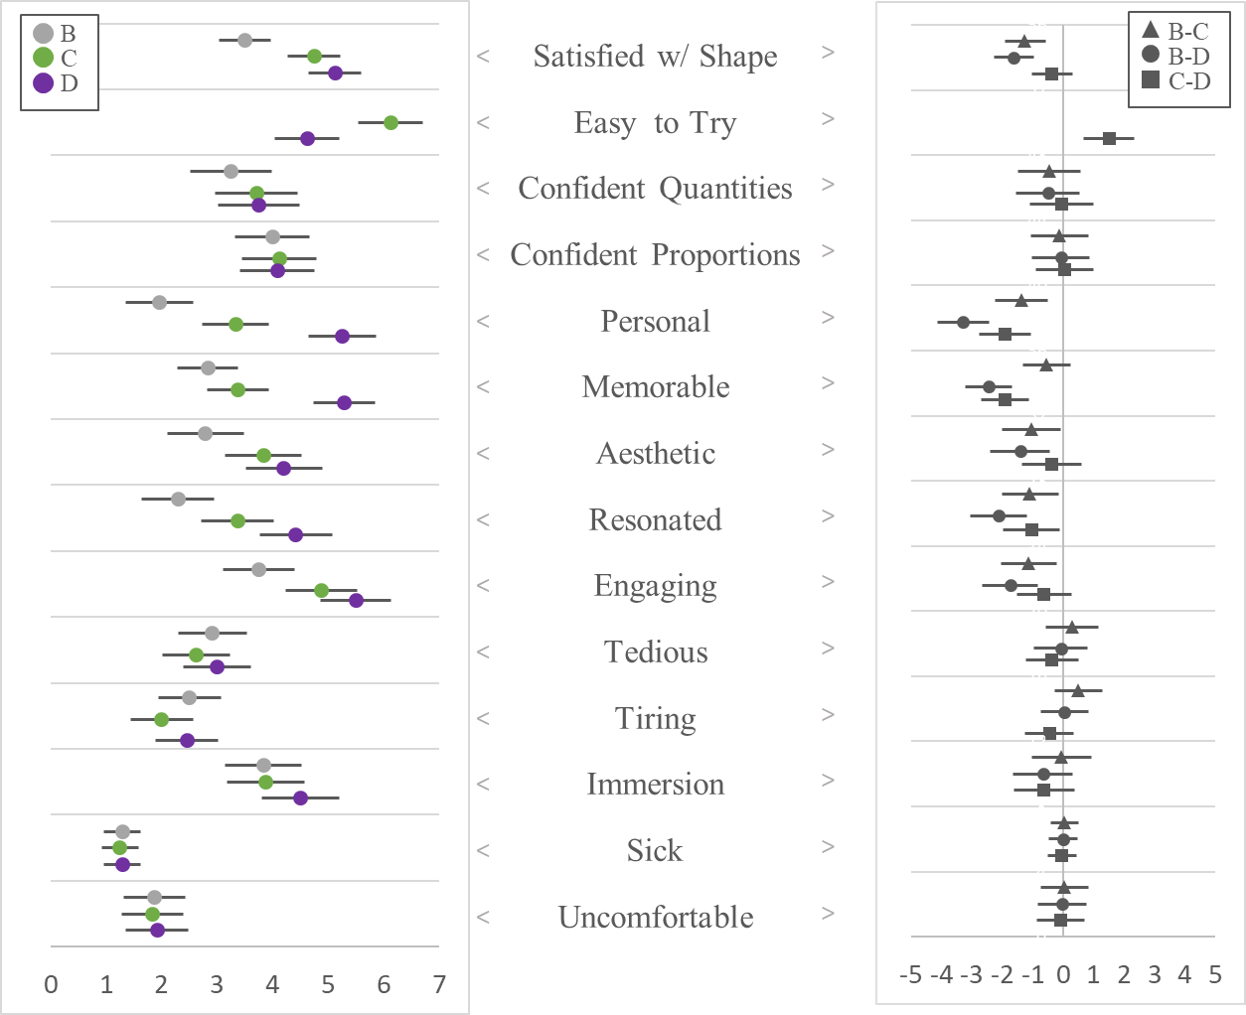 B
C
D
B-C
B-D
C-D
< Satisfied w/ Shape >
< Easy to Try >
< Confident Quantities >
< Confident Proportions >
< Personal >
< Memorable >
< Aesthetic >
< Resonated >
< Engaging >
< Tedious >
< Tiring >
< Immersion >
< Sick >
< Uncomfortable >
0 1 2 3 4 5 6 7
-5 -4 -3 -2 -1 0 1 2 3 4 5